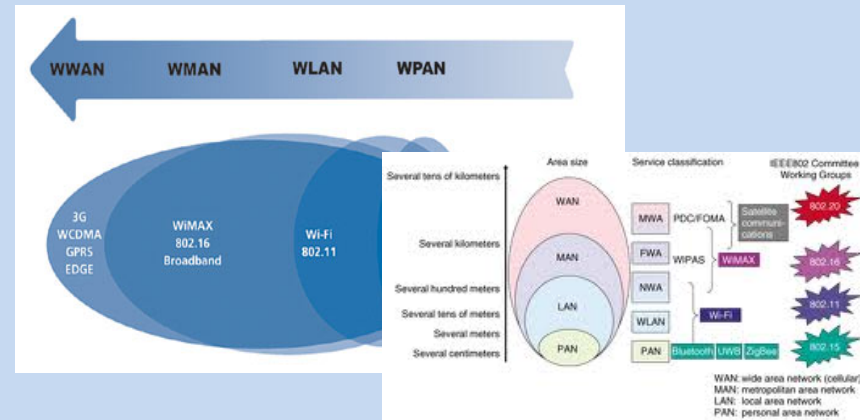 WWAN WMAN WLAN WPAN
3G
WCDMA
GPRS
EDGE
WiMAX
802.16
Broadband
Wi-Fi
802.11
Area size
Service classification
IEEE802 Committee
Working Groups
Several tens of kilometers
Several kilometers
Several hundred meters
Several tens of meters
Several meters
Several centimeters
WAN
MAN
LAN
PAN
MWA PDC/FOMA
Satellite
communi-
cations
802.20
FWA WIPAS WiMAX
802.16
NWA
Wi-Fi
802.11
WLAN
PAN Bluetooth UWB ZigBee
802.15
WAN: wide area network (cellular)
MAN: metropolitan area network
LAN: local area network
PAN: personal area network